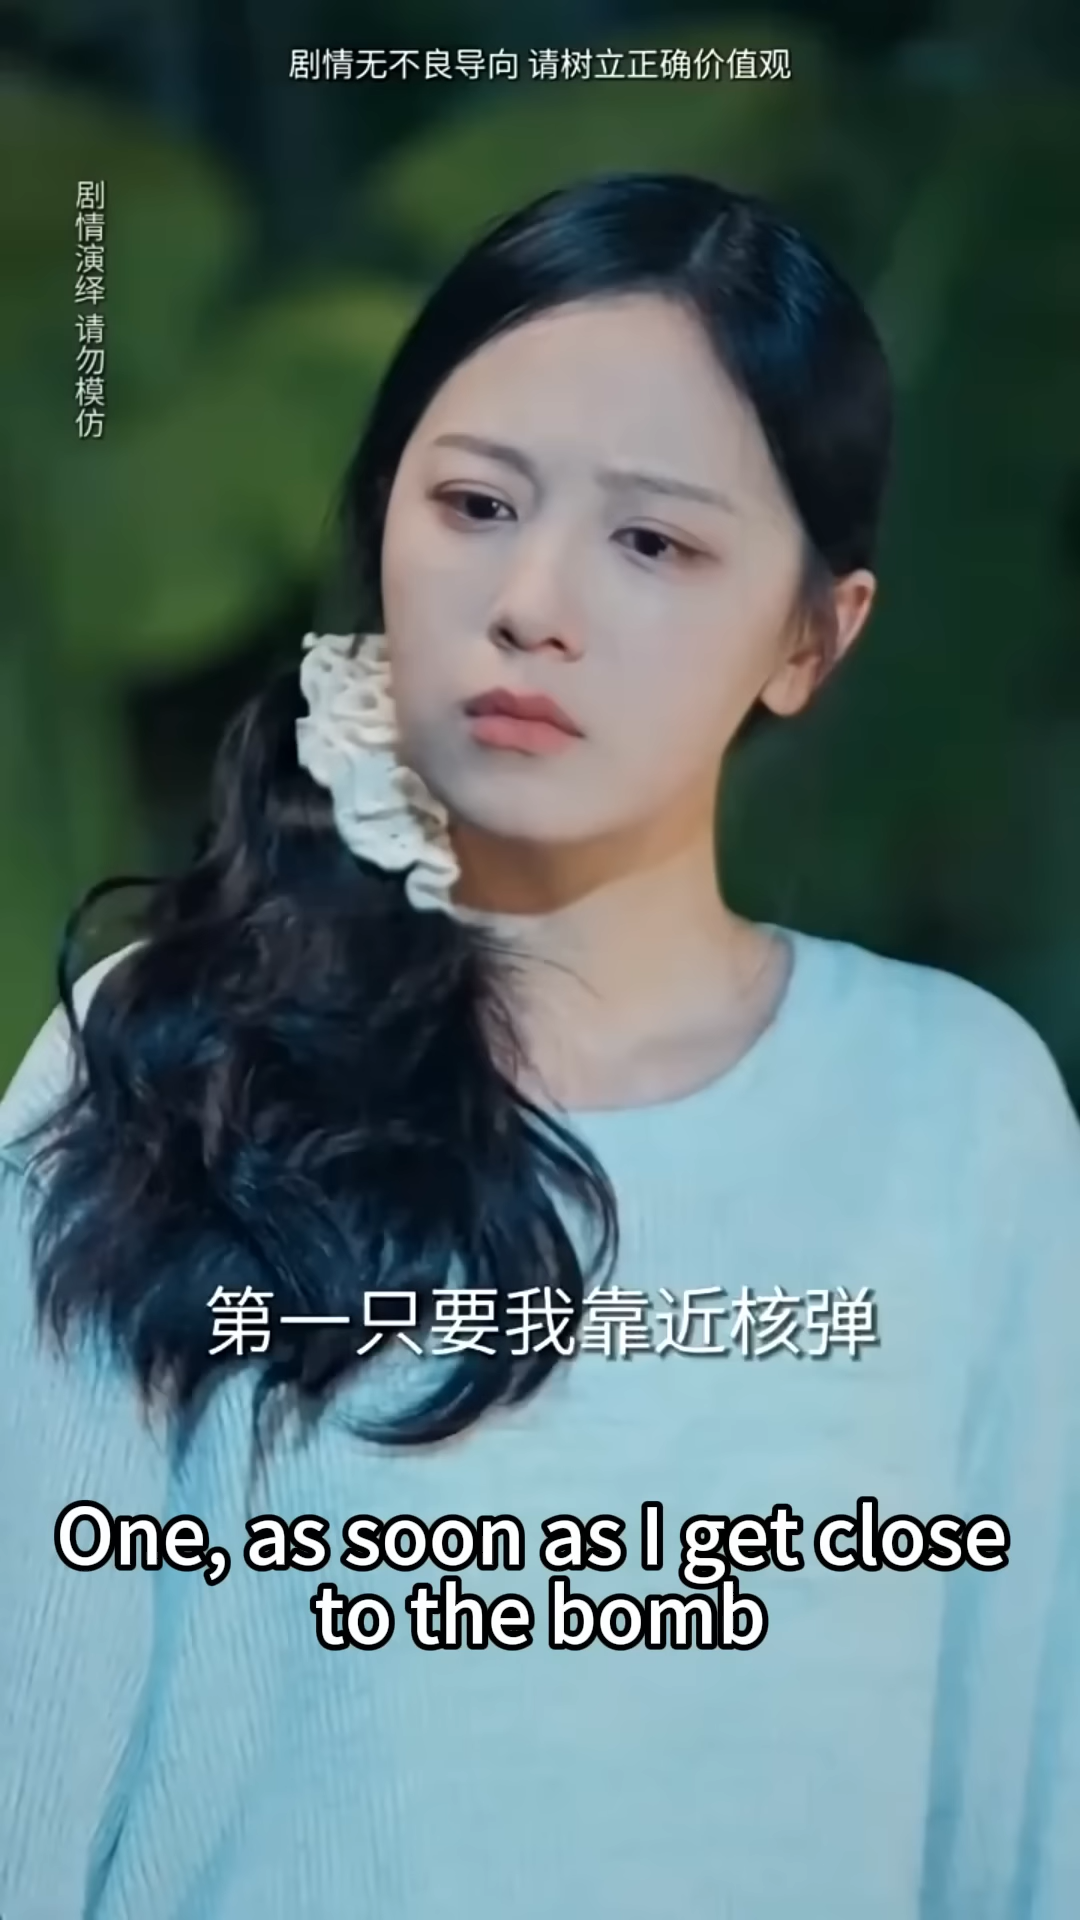 剧情无不良导向 请树立正确价值观
剧情演绎 请勿模仿
第一只要我靠近核弹
One, as soon as I get close
to the bomb